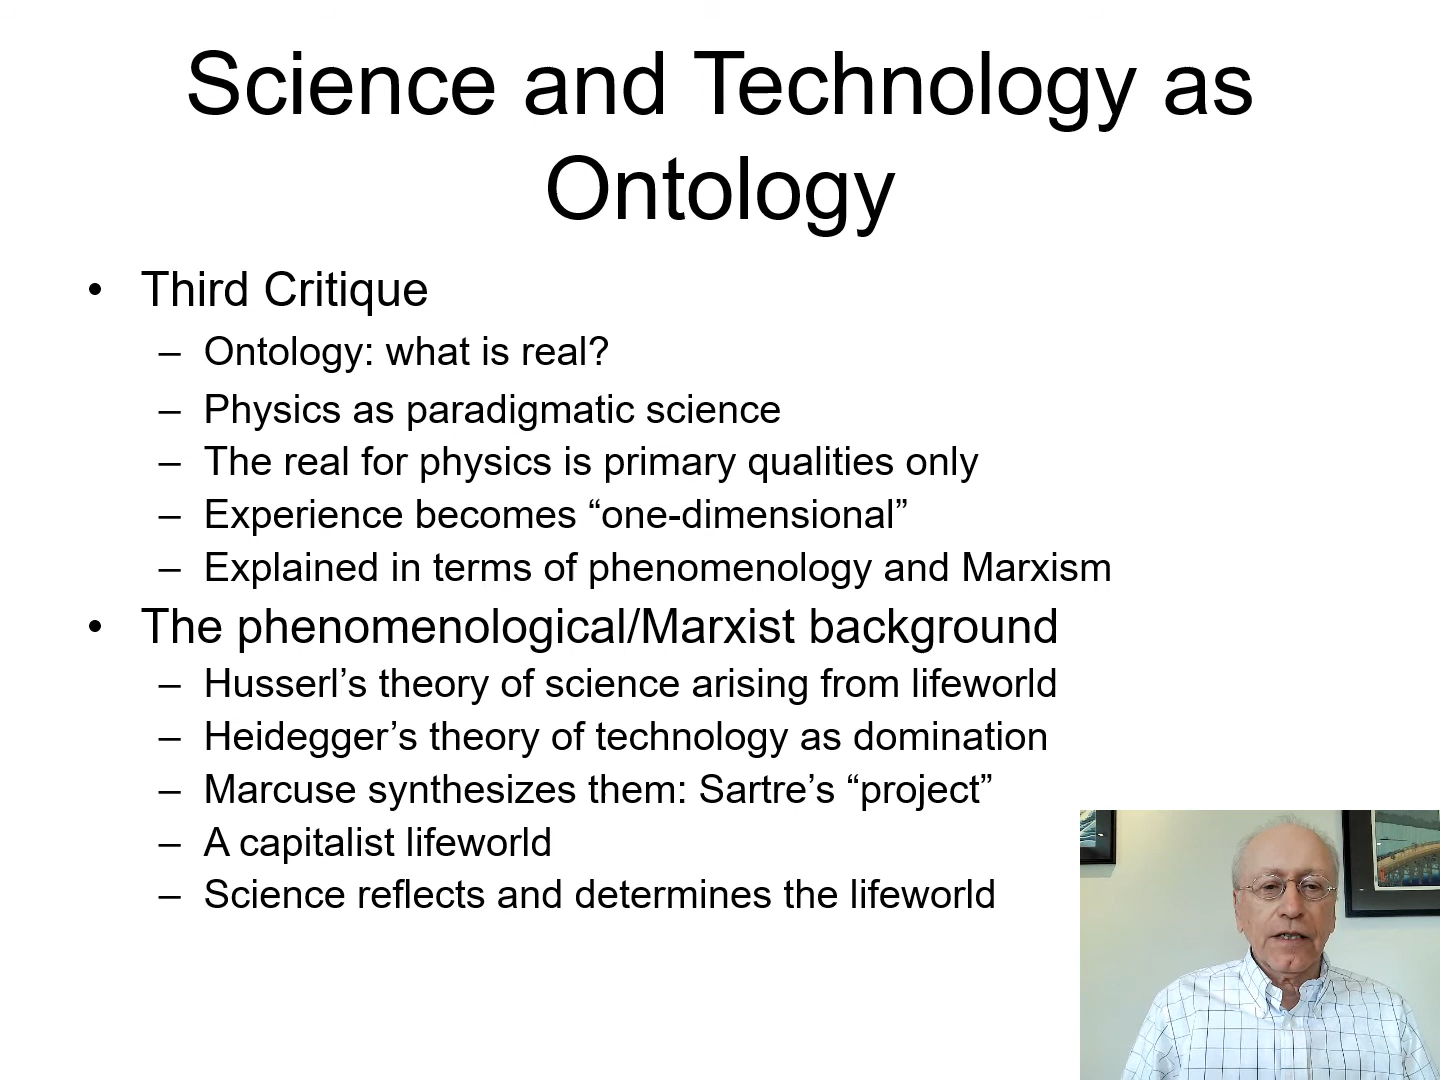 Science and Technology as
Ontology
• Third Critique
– Ontology: what is real?
– Physics as paradigmatic science
– The real for physics is primary qualities only
– Experience becomes “one-dimensional”
– Explained in terms of phenomenology and Marxism
• The phenomenological/Marxist background
– Husserl’s theory of science arising from lifeworld
– Heidegger’s theory of technology as domination
– Marcuse synthesizes them: Sartre’s “project”
– A capitalist lifeworld
– Science reflects and determines the lifeworld